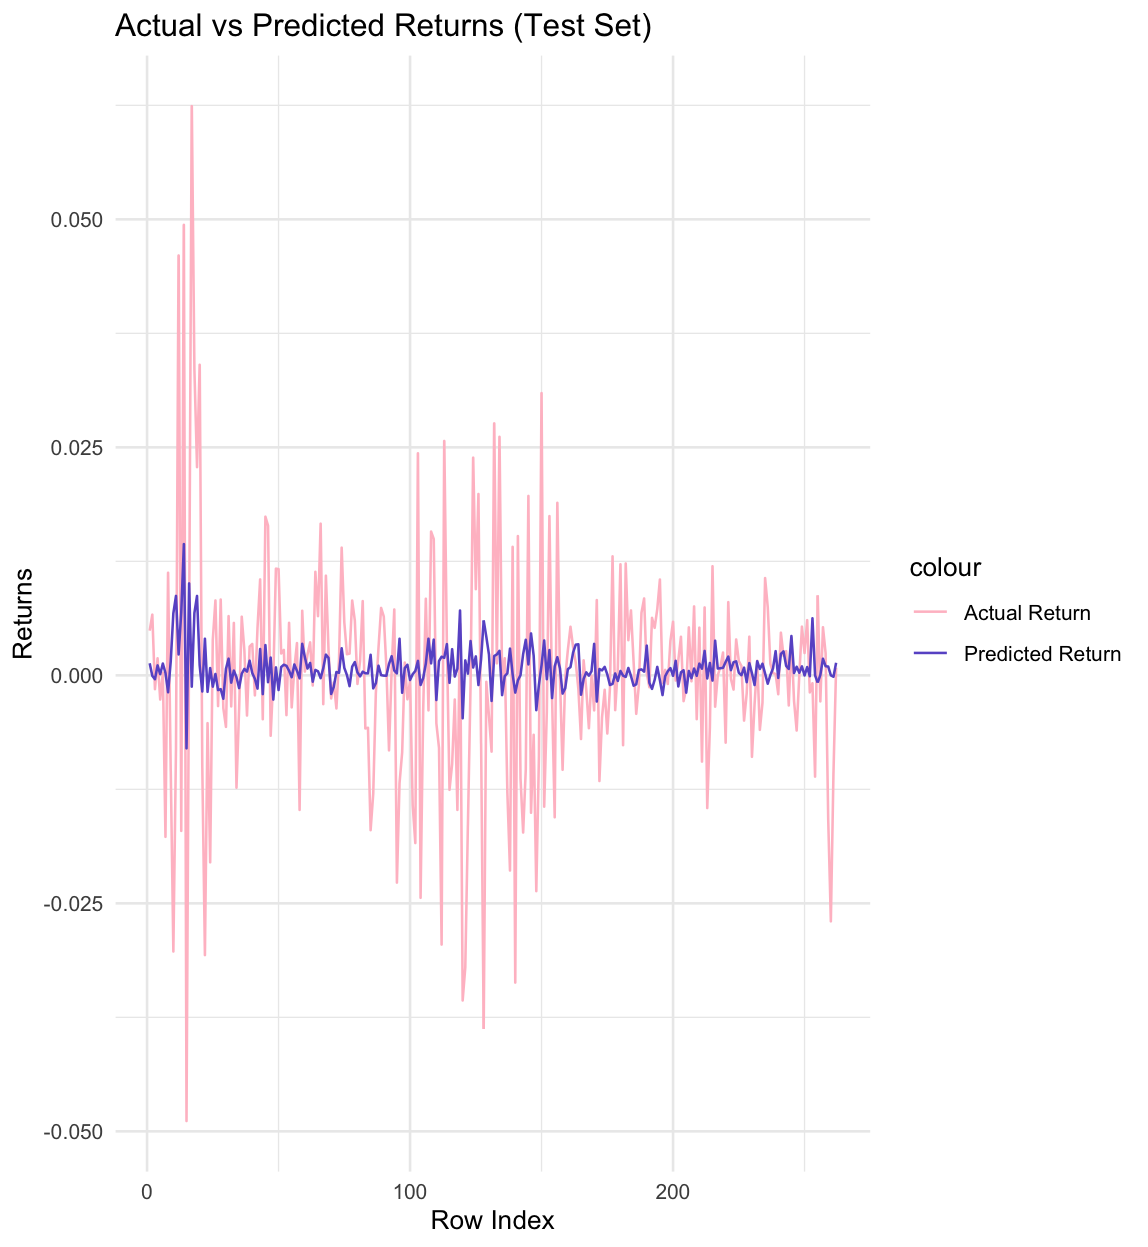 Actual vs Predicted Returns (Test Set)
0.050
0.025
0.000
-0.025
-0.050
Returns
0
100
200
Row Index
colour
Actual Return
Predicted Return